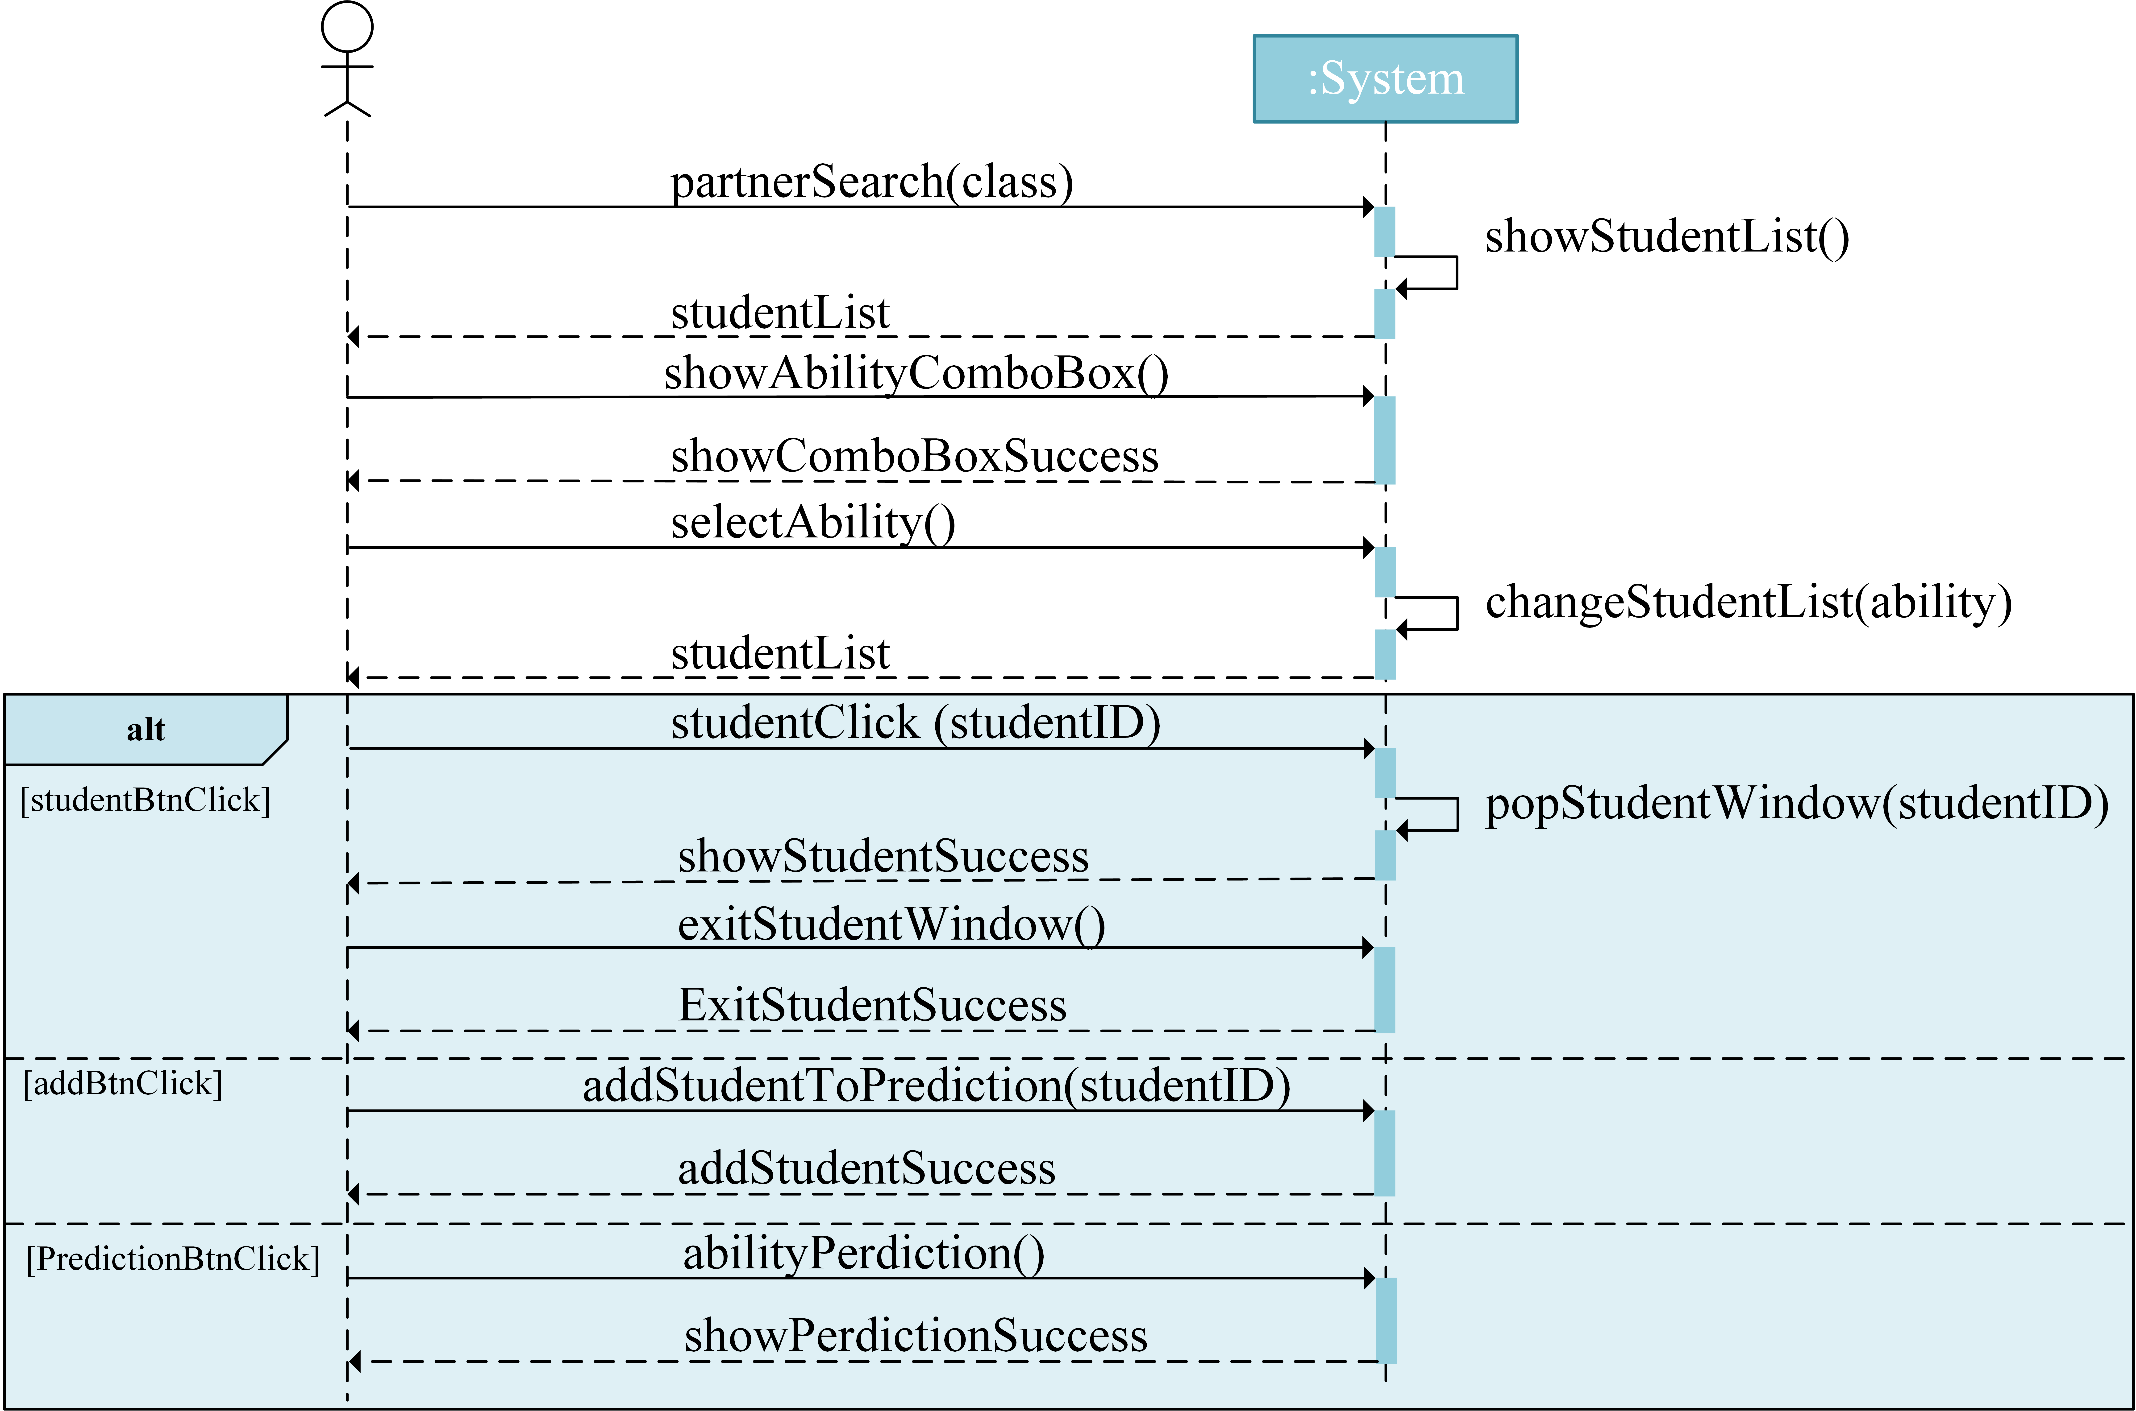 :System
partnerSearch(class)
showStudentList()
studentList
showAbilityComboBox()
showComboBoxSuccess
selectAbility()
changeStudentList(ability)
studentList
alt
studentClick (studentID)
[studentBtnClick]
popStudentWindow(studentID)
showStudentSuccess
exitStudentWindow()
ExitStudentSuccess
[addBtnClick]
addStudentToPrediction(studentID)
addStudentSuccess
[PredictionBtnClick]
abilityPerdiction()
showPerdictionSuccess